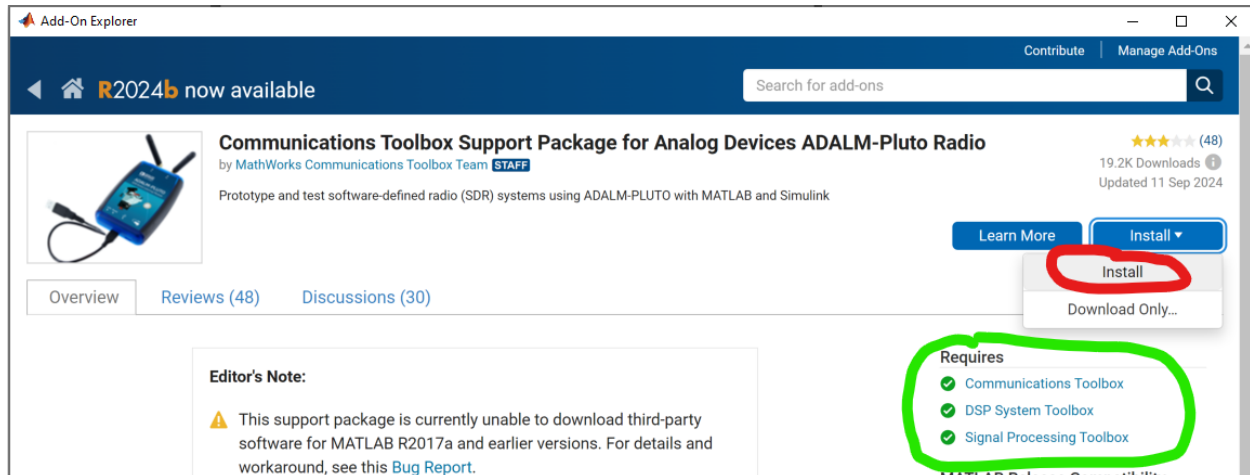 Add-On Explorer
Contribute Manage Add-Ons
R2024b now available
Search for add-ons
Communications Toolbox Support Package for Analog Devices ADALM-Pluto Radio
by MathWorks Communications Toolbox Team STAFF
(48)
19.2K Downloads
Updated 11 Sep 2024
Prototype and test software-defined radio (SDR) systems using ADALM-PLUTO with MATLAB and Simulink
Learn More
Install
Install
Download Only...
Overview
Reviews (48)
Discussions (30)
Requires
Communications Toolbox
DSP System Toolbox
Signal Processing Toolbox
Editor's Note:
This support package is currently unable to download third-party
software for MATLAB R2017a and earlier versions. For details and
workaround, see this Bug Report.